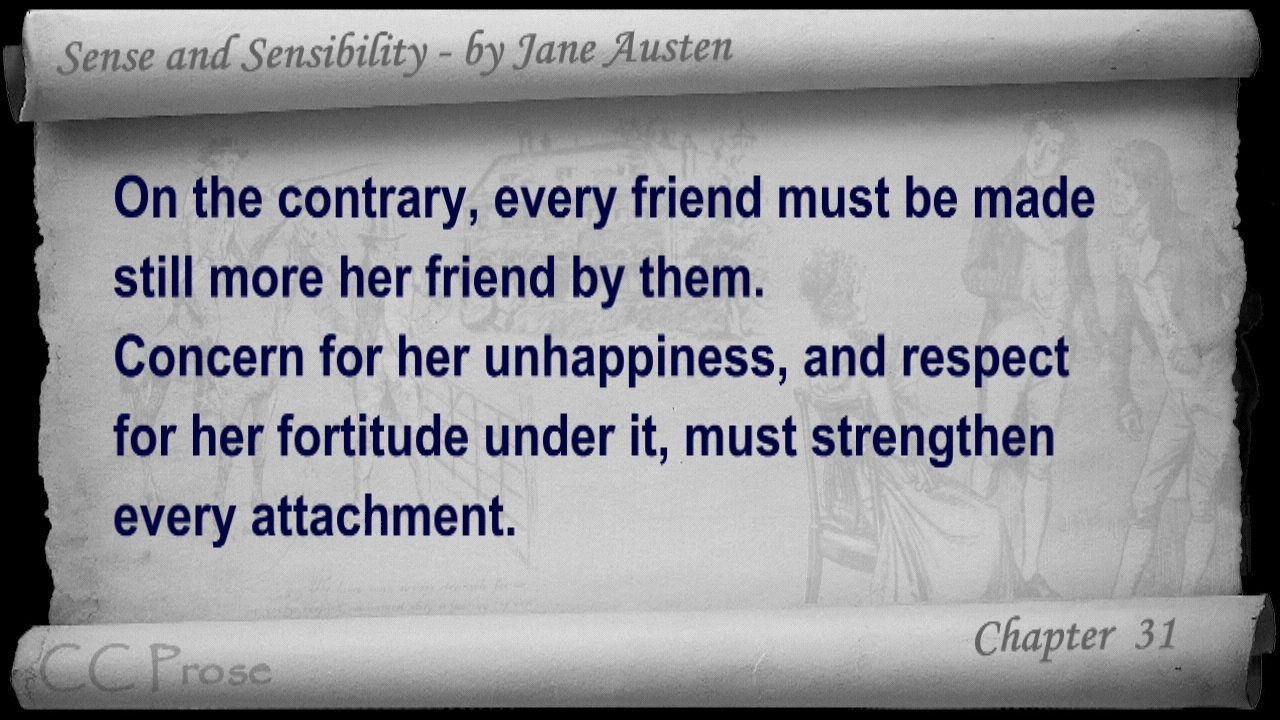 Sense and Sensibility - by Jane Austen
On the contrary, every friend must be made
still more her friend by them.
Concern for her unhappiness, and respect
for her fortitude under it, must strengthen
every attachment.
Chapter 31
CC Prose